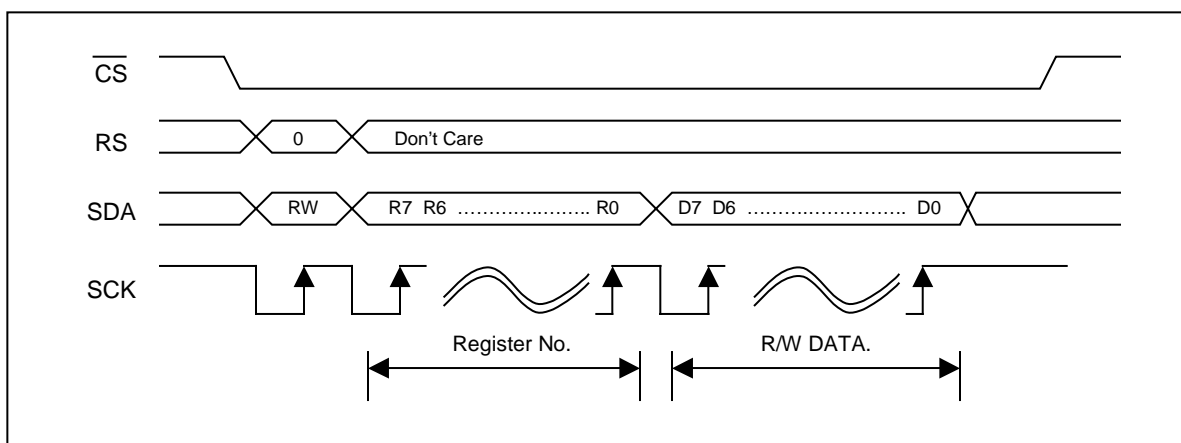 CS
RS 0 Don't Care
SDA RW R7 R6 ........................ R0 D7 D6 ............................ D0
SCK
Register No. R/W DATA.